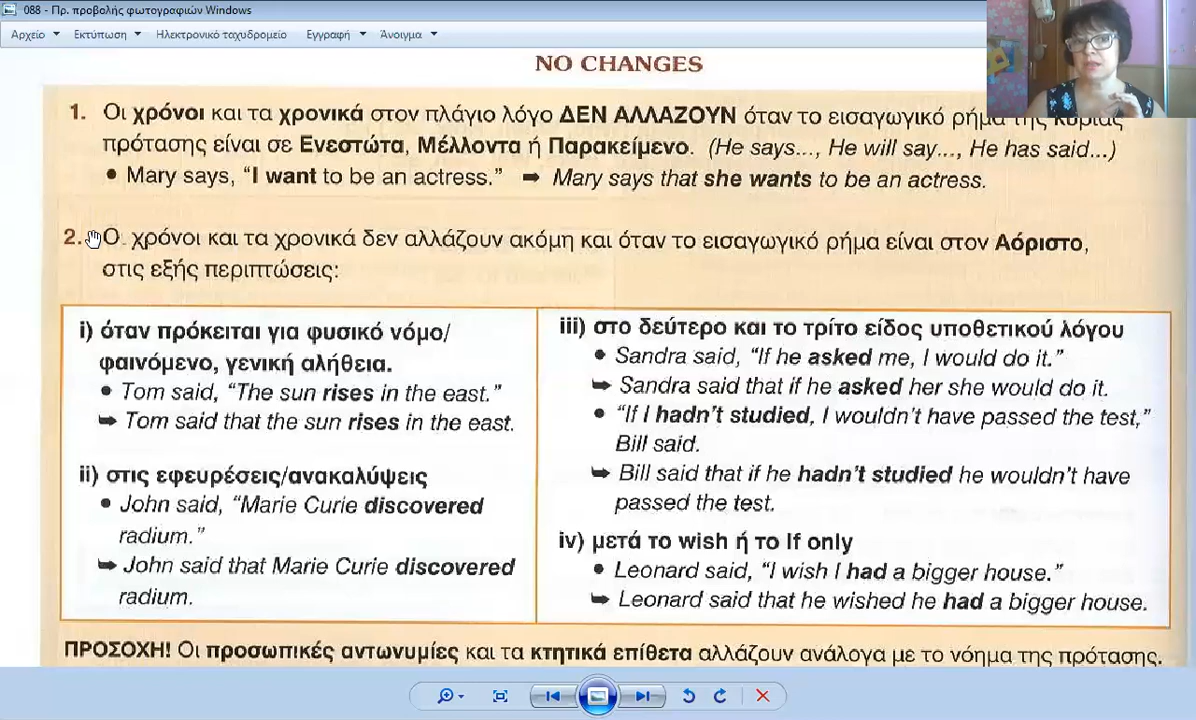 088 - Πρ. προβολής φωτογραφιών Windows
Αρχείο Εκτύπωση Ηλεκτρονικό ταχυδρομείο Εγγραφή Άνοιγμα
NO CHANGES
1. Οι χρόνοι και τα χρονικά στον πλάγιο λόγο ΔΕΝ ΑΛΛΑΖΟΥΝ όταν το εισαγωγικό ρήμα της κύριας
πρότασης είναι σε Ενεστώτα, Μέλλοντα ή Παρακείμενο. (He says..., He will say..., He has said...)
• Mary says, “I want to be an actress.” ➡ Mary says that she wants to be an actress.
2. Ο χρόνοι και τα χρονικά δεν αλλάζουν ακόμη και όταν το εισαγωγικό ρήμα είναι στον Αόριστο,
στις εξής περιπτώσεις:
i) όταν πρόκειται για φυσικό νόμο/
φαινόμενο, γενική αλήθεια.
• Tom said, “The sun rises in the east.”
➥ Tom said that the sun rises in the east.
ii) στις εφευρέσεις/ανακαλύψεις
• John said, “Marie Curie discovered
radium.”
➥ John said that Marie Curie discovered
radium.
iii) στο δεύτερο και το τρίτο είδος υποθετικού λόγου
• Sandra said, “If he asked me, I would do it.”
➥ Sandra said that if he asked her she would do it.
• “If I hadn't studied, I wouldn't have passed the test,”
Bill said.
➥ Bill said that if he hadn't studied he wouldn't have
passed the test.
iv) μετά το wish ή το If only
• Leonard said, “I wish I had a bigger house.”
➥ Leonard said that he wished he had a bigger house.
ΠΡΟΣΟΧΗ! Οι προσωπικές αντωνυμίες και τα κτητικά επίθετα αλλάζουν ανάλογα με το νόημα της πρότασης.